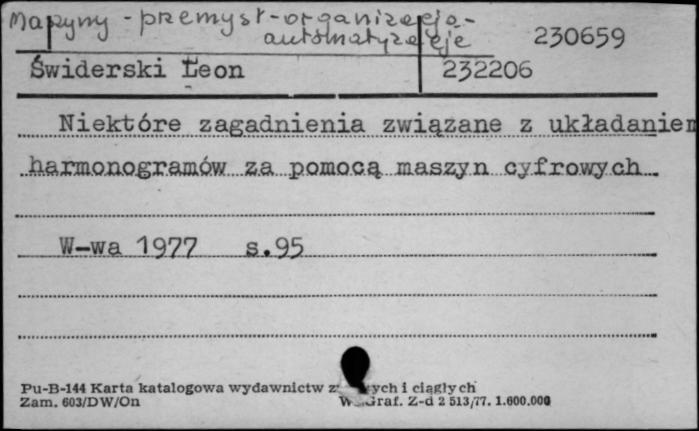 Maszyny - przemysł - organizacja -
automatyzacja 230659
Świderski Leon 232206
Niektóre zagadnienia związane z układaniem
harmonogramów za pomocą maszyn cyfrowych
W-wa 1977 s.95
Pu-B-144 Karta katalogowa wydawnictw i ciągłych
Zam. 603/DW/On Graf. Z-d 2 513/77. 1.600.000